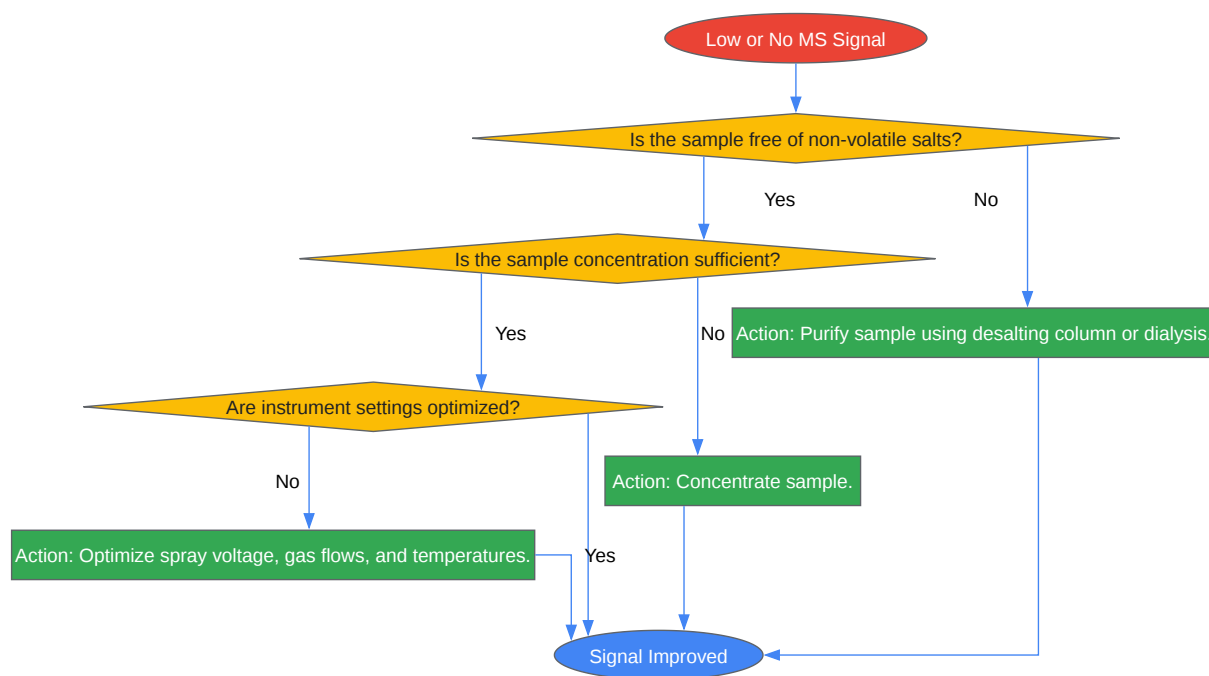 Low or No MS Signal
Is the sample free of non-volatile salts?
Yes
No
Is the sample concentration sufficient?
Yes
No
Action: Purify sample using desalting column or dialysis.
Are instrument settings optimized?
No
Action: Concentrate sample.
Action: Optimize spray voltage, gas flows, and temperatures.
Yes
Signal Improved